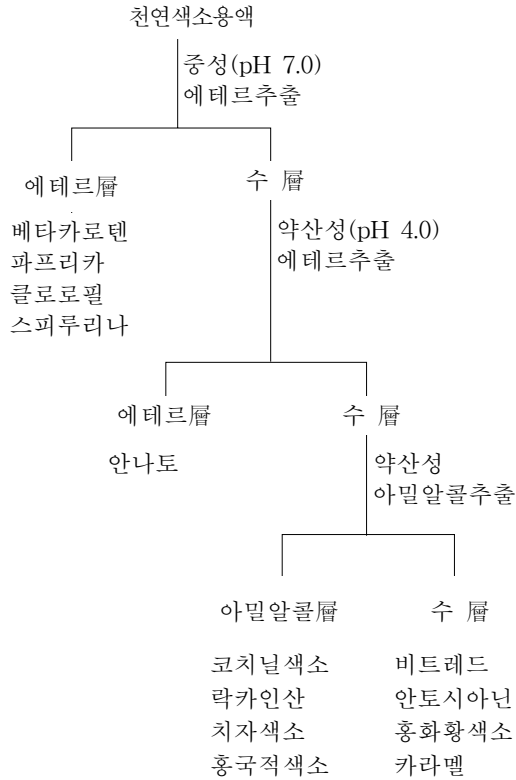 천연색소용액
중성(pH 7.0)
에테르추출
에테르層
수 層
베타카로텐
파프리카
클로로필
스피루리나
약산성(pH 4.0)
에테르추출
에테르層
수 層
안나토
약산성
아밀알콜추출
아밀알콜層
수 層
코치닐색소
락카인산
치자색소
홍국적색소
비트레드
안토시아닌
홍화황색소
카라멜